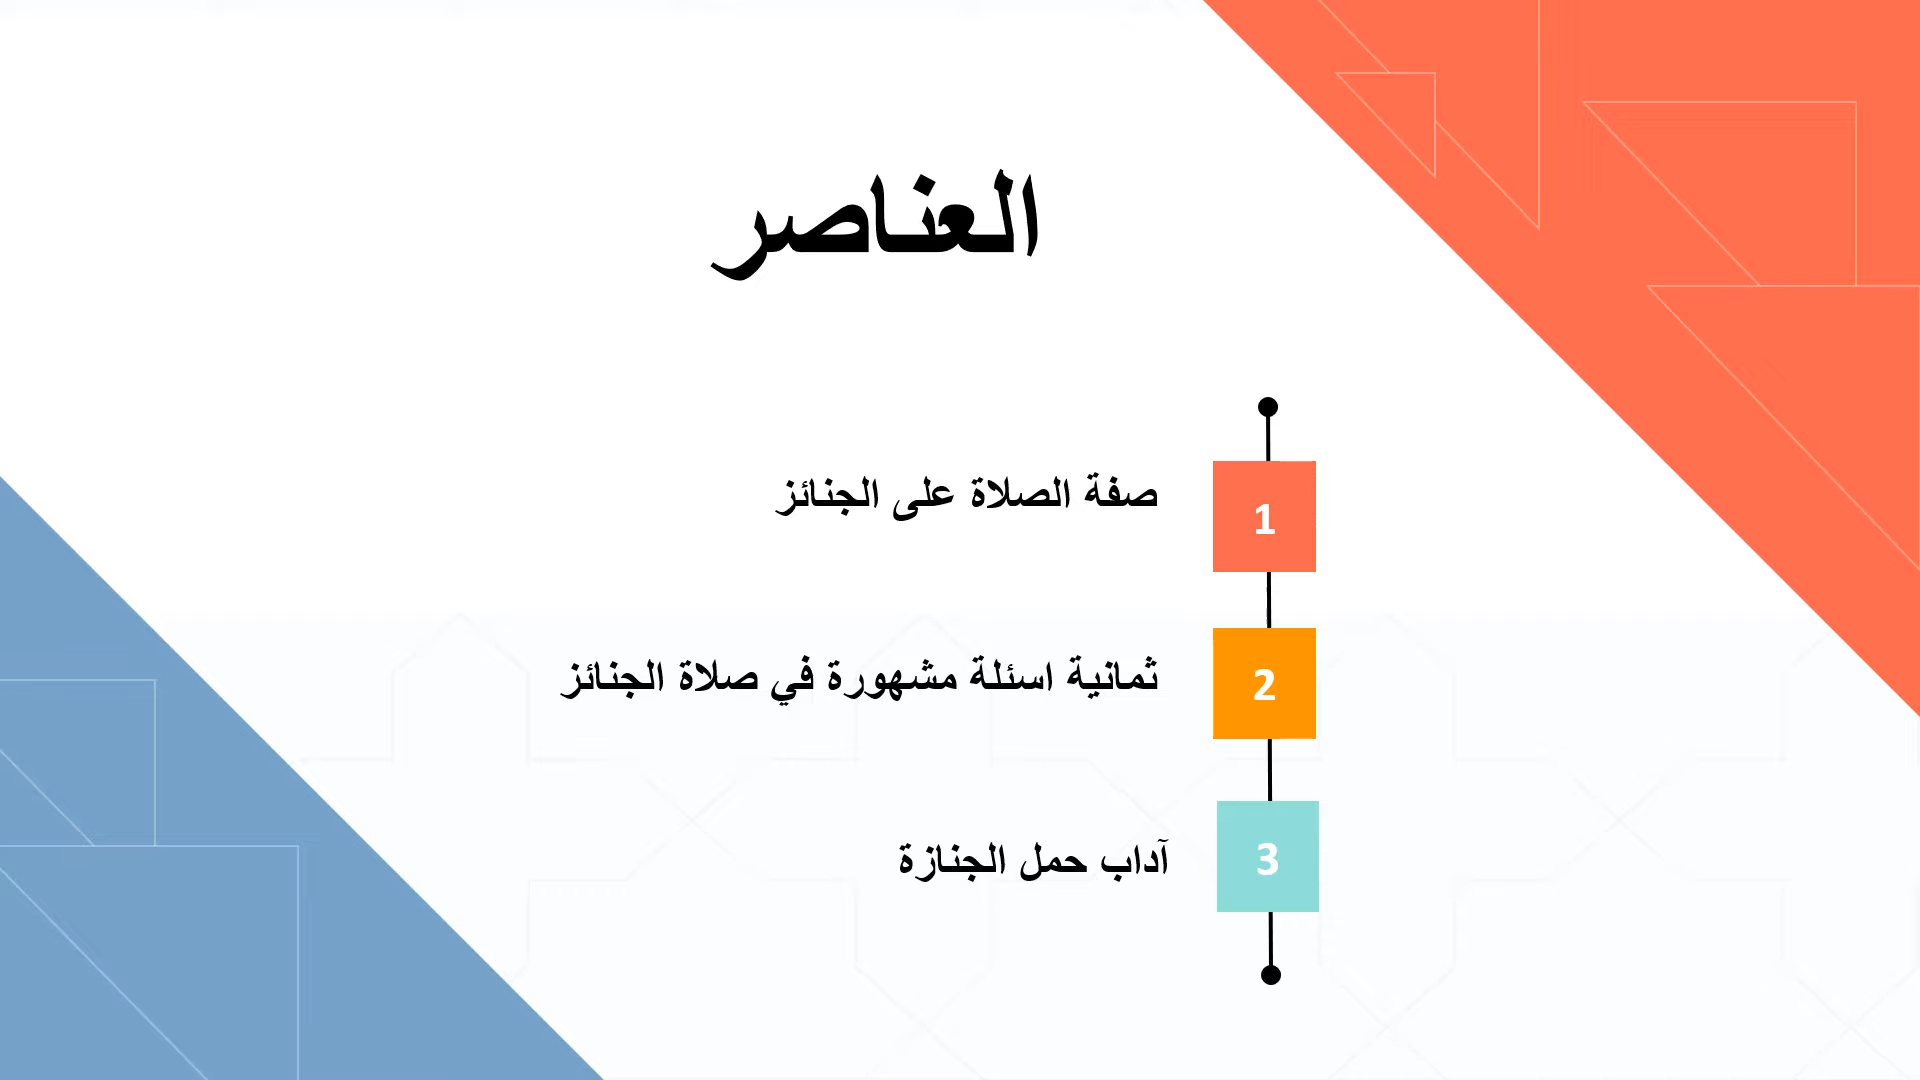 العناصر
1 صفة الصلاة على الجنائز
2 ثمانية اسئلة مشهورة في صلاة الجنائز
3 آداب حمل الجنازة